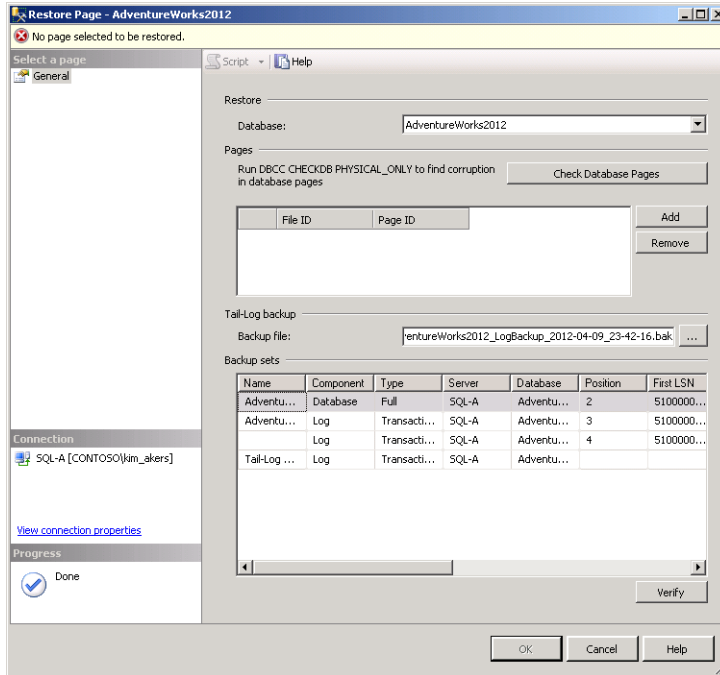 Restore Page - AdventureWorks2012
No page selected to be restored.
Select a page
General
Script
Help
Restore
Database:
AdventureWorks2012
Pages
Run DBCC CHECKDB PHYSICAL_ONLY to find corruption
in database pages
Check Database Pages
File ID Page ID
Add
Remove
Tail-Log backup
Backup file:
entureWorks2012_LogBackup_2012-04-09_23-42-16.bak
...
Backup sets
Name Component Type Server Database Position First LSN
Adventu... Database Full SQL-A Adventu... 2 5100000...
Adventu... Log Transacti... SQL-A Adventu... 3 5100000...
Log Transacti... SQL-A Adventu... 4 5100000...
Tail-Log ... Log Transacti... SQL-A Adventu...
Connection
SQL-A [CONTOSO\kim_akers]
View connection properties
Progress
Done
Verify
OK
Cancel
Help